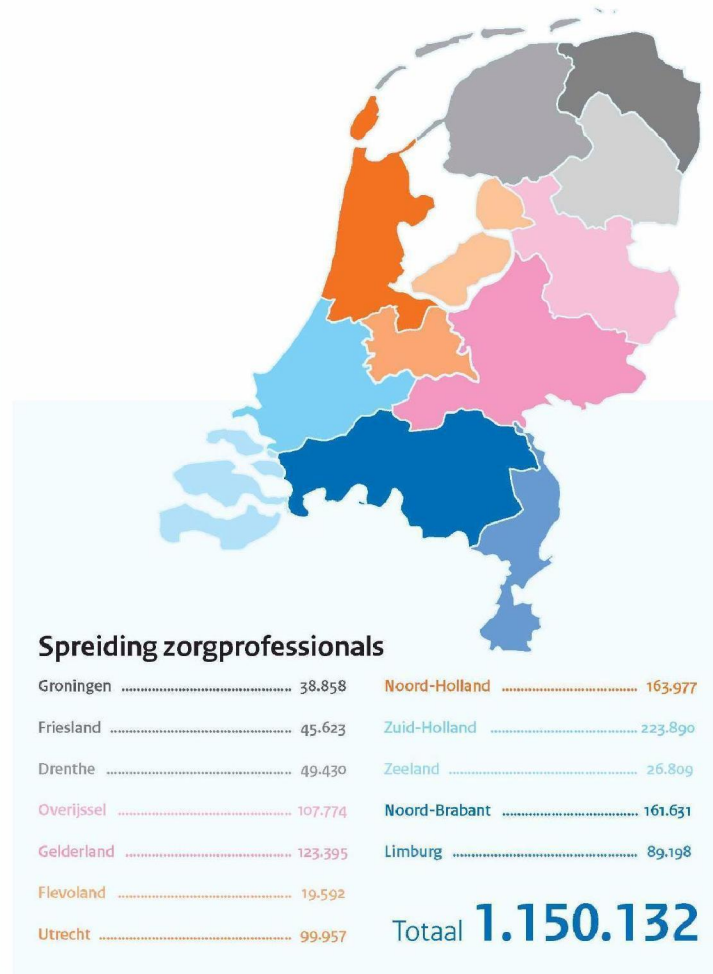 Spreiding zorgprofessionals
Groningen 38.858
Friesland 45.623
Drenthe 49.430
Overijssel 107.774
Gelderland 123.395
Flevoland 19.592
Utrecht 99.957
Noord-Holland 163.977
Zuid-Holland 223.890
Zeeland 26.809
Noord-Brabant 161.631
Limburg 89.198
Totaal 1.150.132